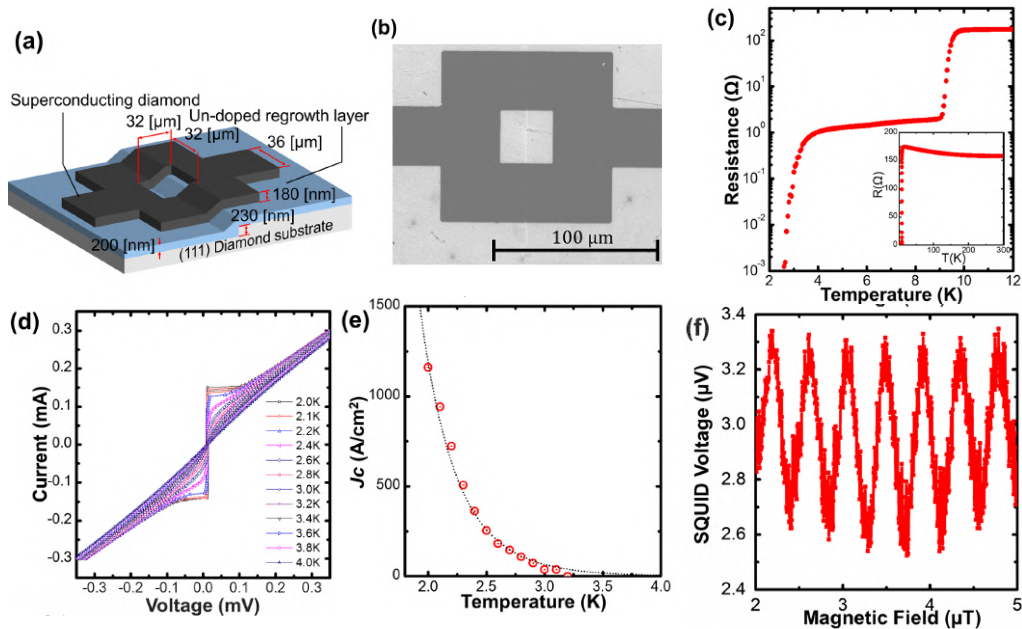 (a)
Superconducting diamond
Un-doped regrowth layer
32 [μm]
32 [μm]
36 [μm]
180 [nm]
230 [nm]
200 [nm]
(111) Diamond substrate
(b)
100 μm
(c)
Resistance (Ω)
10²
10¹
10⁰
10⁻¹
10⁻²
10⁻³
2 4 6 8 10 12
Temperature (K)
R(Ω)
200
150
100
50
0
100 200 300
T(K)
(d)
Current (mA)
0.3
0.2
0.1
0.0
-0.1
-0.2
-0.3
-0.3 -0.2 -0.1 0.0 0.1 0.2 0.3
Voltage (mV)
2.0K
2.1K
2.2K
2.4K
2.6K
2.8K
3.0K
3.2K
3.4K
3.6K
3.8K
4.0K
(e)
Jc (A/cm²)
1500
1000
500
0
2.0 2.5 3.0 3.5 4.0
Temperature (K)
(f)
SQUID Voltage (μV)
3.4
3.2
3.0
2.8
2.6
2.4
2 3 4 5
Magnetic Field (μT)